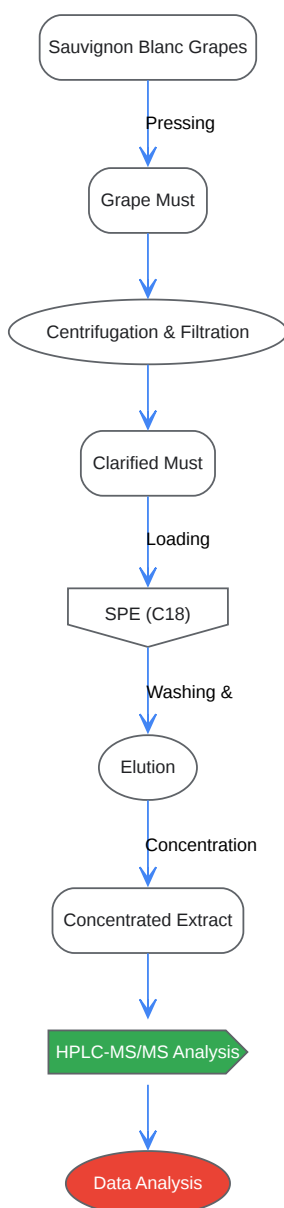 Sauvignon Blanc Grapes
Pressing
Grape Must
Centrifugation & Filtration
Clarified Must
Loading
SPE (C18)
Washing &
Elution
Concentration
Concentrated Extract
HPLC-MS/MS Analysis
Data Analysis